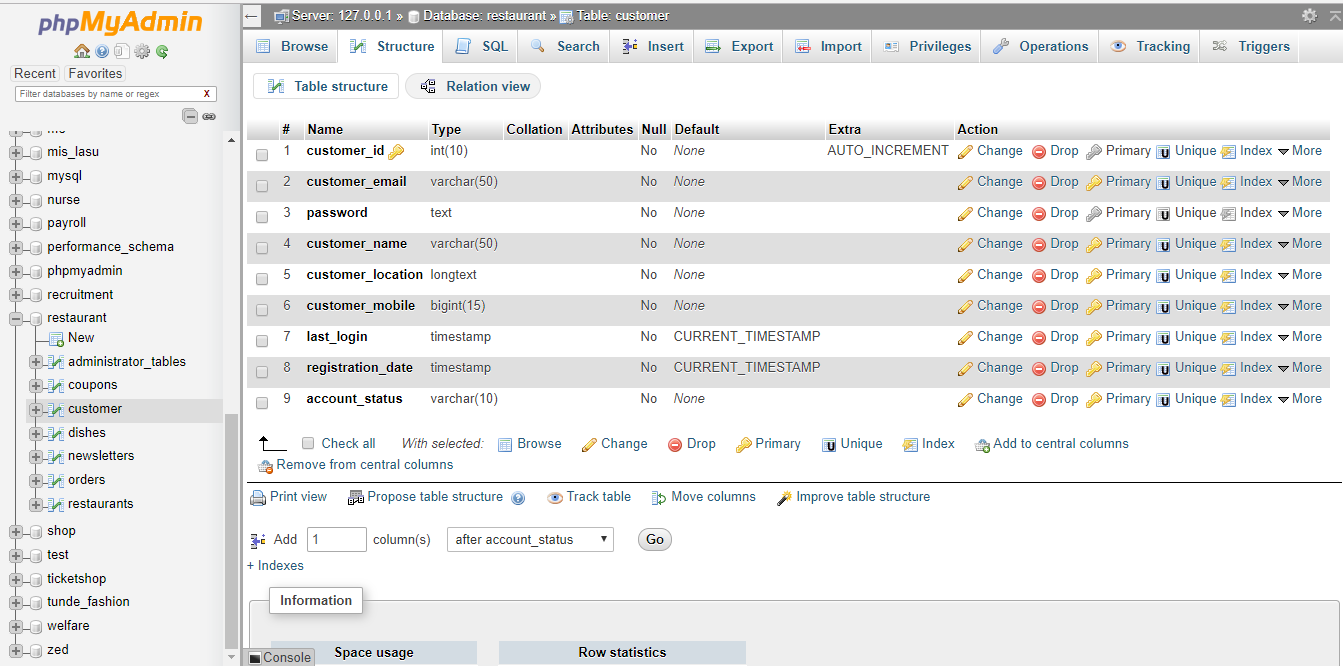 phpMyAdmin
Recent Favorites
Filter databases by name or regex X
mis_lasu
mysql
nurse
payroll
performance_schema
phpmyadmin
recruitment
restaurant
New
administrator_tables
coupons
customer
dishes
newsletters
orders
restaurants
shop
test
ticketshop
tunde_fashion
welfare
zed
Server: 127.0.0.1 » Database: restaurant » Table: customer
Browse Structure SQL Search Insert Export Import Privileges Operations Tracking Triggers
Table structure Relation view
# Name Type Collation Attributes Null Default Extra Action
1 customer_id int(10) No None AUTO_INCREMENT Change Drop Primary Unique Index More
2 customer_email varchar(50) No None Change Drop Primary Unique Index More
3 password text No None Change Drop Primary Unique Index More
4 customer_name varchar(50) No None Change Drop Primary Unique Index More
5 customer_location longtext No None Change Drop Primary Unique Index More
6 customer_mobile bigint(15) No None Change Drop Primary Unique Index More
7 last_login timestamp No CURRENT_TIMESTAMP Change Drop Primary Unique Index More
8 registration_date timestamp No CURRENT_TIMESTAMP Change Drop Primary Unique Index More
9 account_status varchar(10) No None Change Drop Primary Unique Index More
Check all With selected: Browse Change Drop Primary Unique Index Add to central columns
Remove from central columns
Print view Propose table structure Track table Move columns Improve table structure
Add 1 column(s) after account_status Go
+ Indexes
Information
Space usage Row statistics
Console